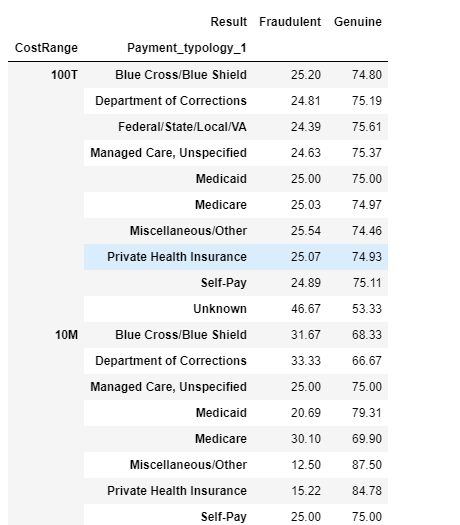 Result Fraudulent Genuine
CostRange Payment_typology_1
100T Blue Cross/Blue Shield 25.20 74.80
Department of Corrections 24.81 75.19
Federal/State/Local/VA 24.39 75.61
Managed Care, Unspecified 24.63 75.37
Medicaid 25.00 75.00
Medicare 25.03 74.97
Miscellaneous/Other 25.54 74.46
Private Health Insurance 25.07 74.93
Self-Pay 24.89 75.11
Unknown 46.67 53.33
10M Blue Cross/Blue Shield 31.67 68.33
Department of Corrections 33.33 66.67
Managed Care, Unspecified 25.00 75.00
Medicaid 20.69 79.31
Medicare 30.10 69.90
Miscellaneous/Other 12.50 87.50
Private Health Insurance 15.22 84.78
Self-Pay 25.00 75.00